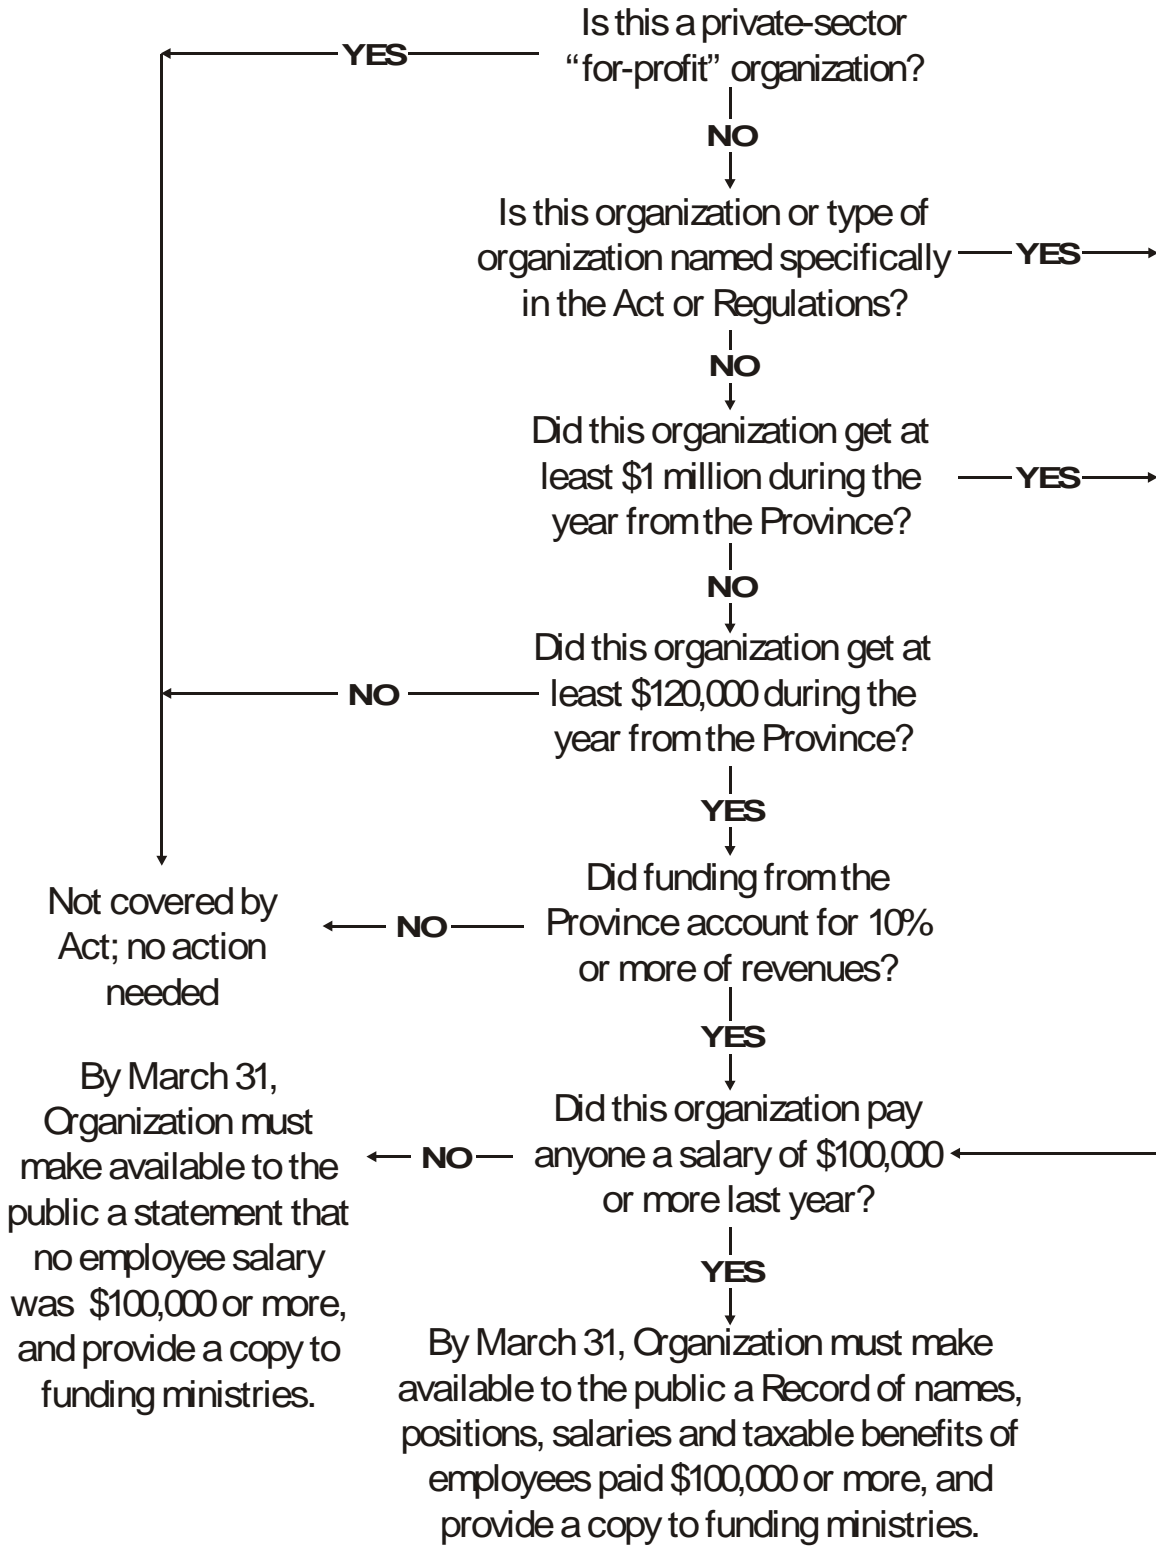 Is this a private-sector
“for-profit” organization?
YES
NO
Is this organization or type of
organization named specifically
in the Act or Regulations?
YES
NO
Did this organization get at
least $1 million during the
year from the Province?
YES
NO
Did this organization get at
least $120,000 during the
year from the Province?
NO
YES
Did funding from the
Province account for 10%
or more of revenues?
NO
Not covered by
Act; no action
needed
YES
Did this organization pay
anyone a salary of $100,000
or more last year?
NO
By March 31,
Organization must
make available to the
public a statement that
no employee salary
was $100,000 or more,
and provide a copy to
funding ministries.
YES
By March 31, Organization must make
available to the public a Record of names,
positions, salaries and taxable benefits of
employees paid $100,000 or more, and
provide a copy to funding ministries.